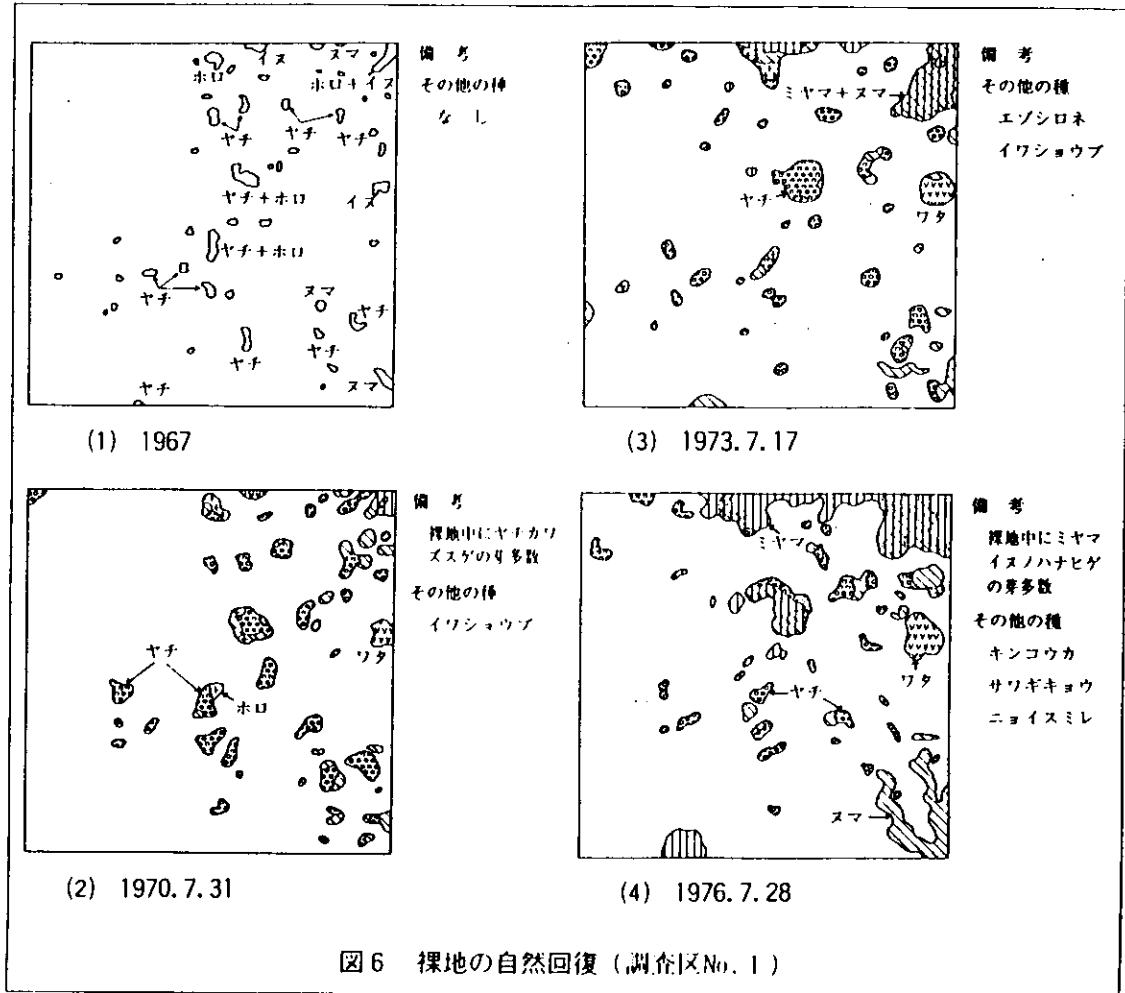 ホロ
イヌ
ヌマ
ホロ+イヌ
ヤチ
ヤチ
ヤチ
ヤチ+ホロ
イヌ
ヤチ+ホロ
ヤチ
ヌマ
ヤチ
ヤチ
ヤチ
ヤチ
ヌマ
備考
その他の種
なし
(1) 1967
ミヤマ+ヌマ
ヤチ
ワタ
備考
その他の種
エゾシロネ
イワショウブ
(3) 1973.7.17
ヤチ
ホロ
ワタ
備考
裸地中にヤチカワ
ズスゲの芽多数
その他の種
イワショウブ
(2) 1970.7.31
ミヤマ
ワタ
ヤチ
ヌマ
備考
裸地中にミヤマ
イヌノハナヒゲ
の芽多数
その他の種
キンコウカ
サワギキョウ
ニョイスミレ
(4) 1976.7.28
図6 裸地の自然回復(調査区No.1)